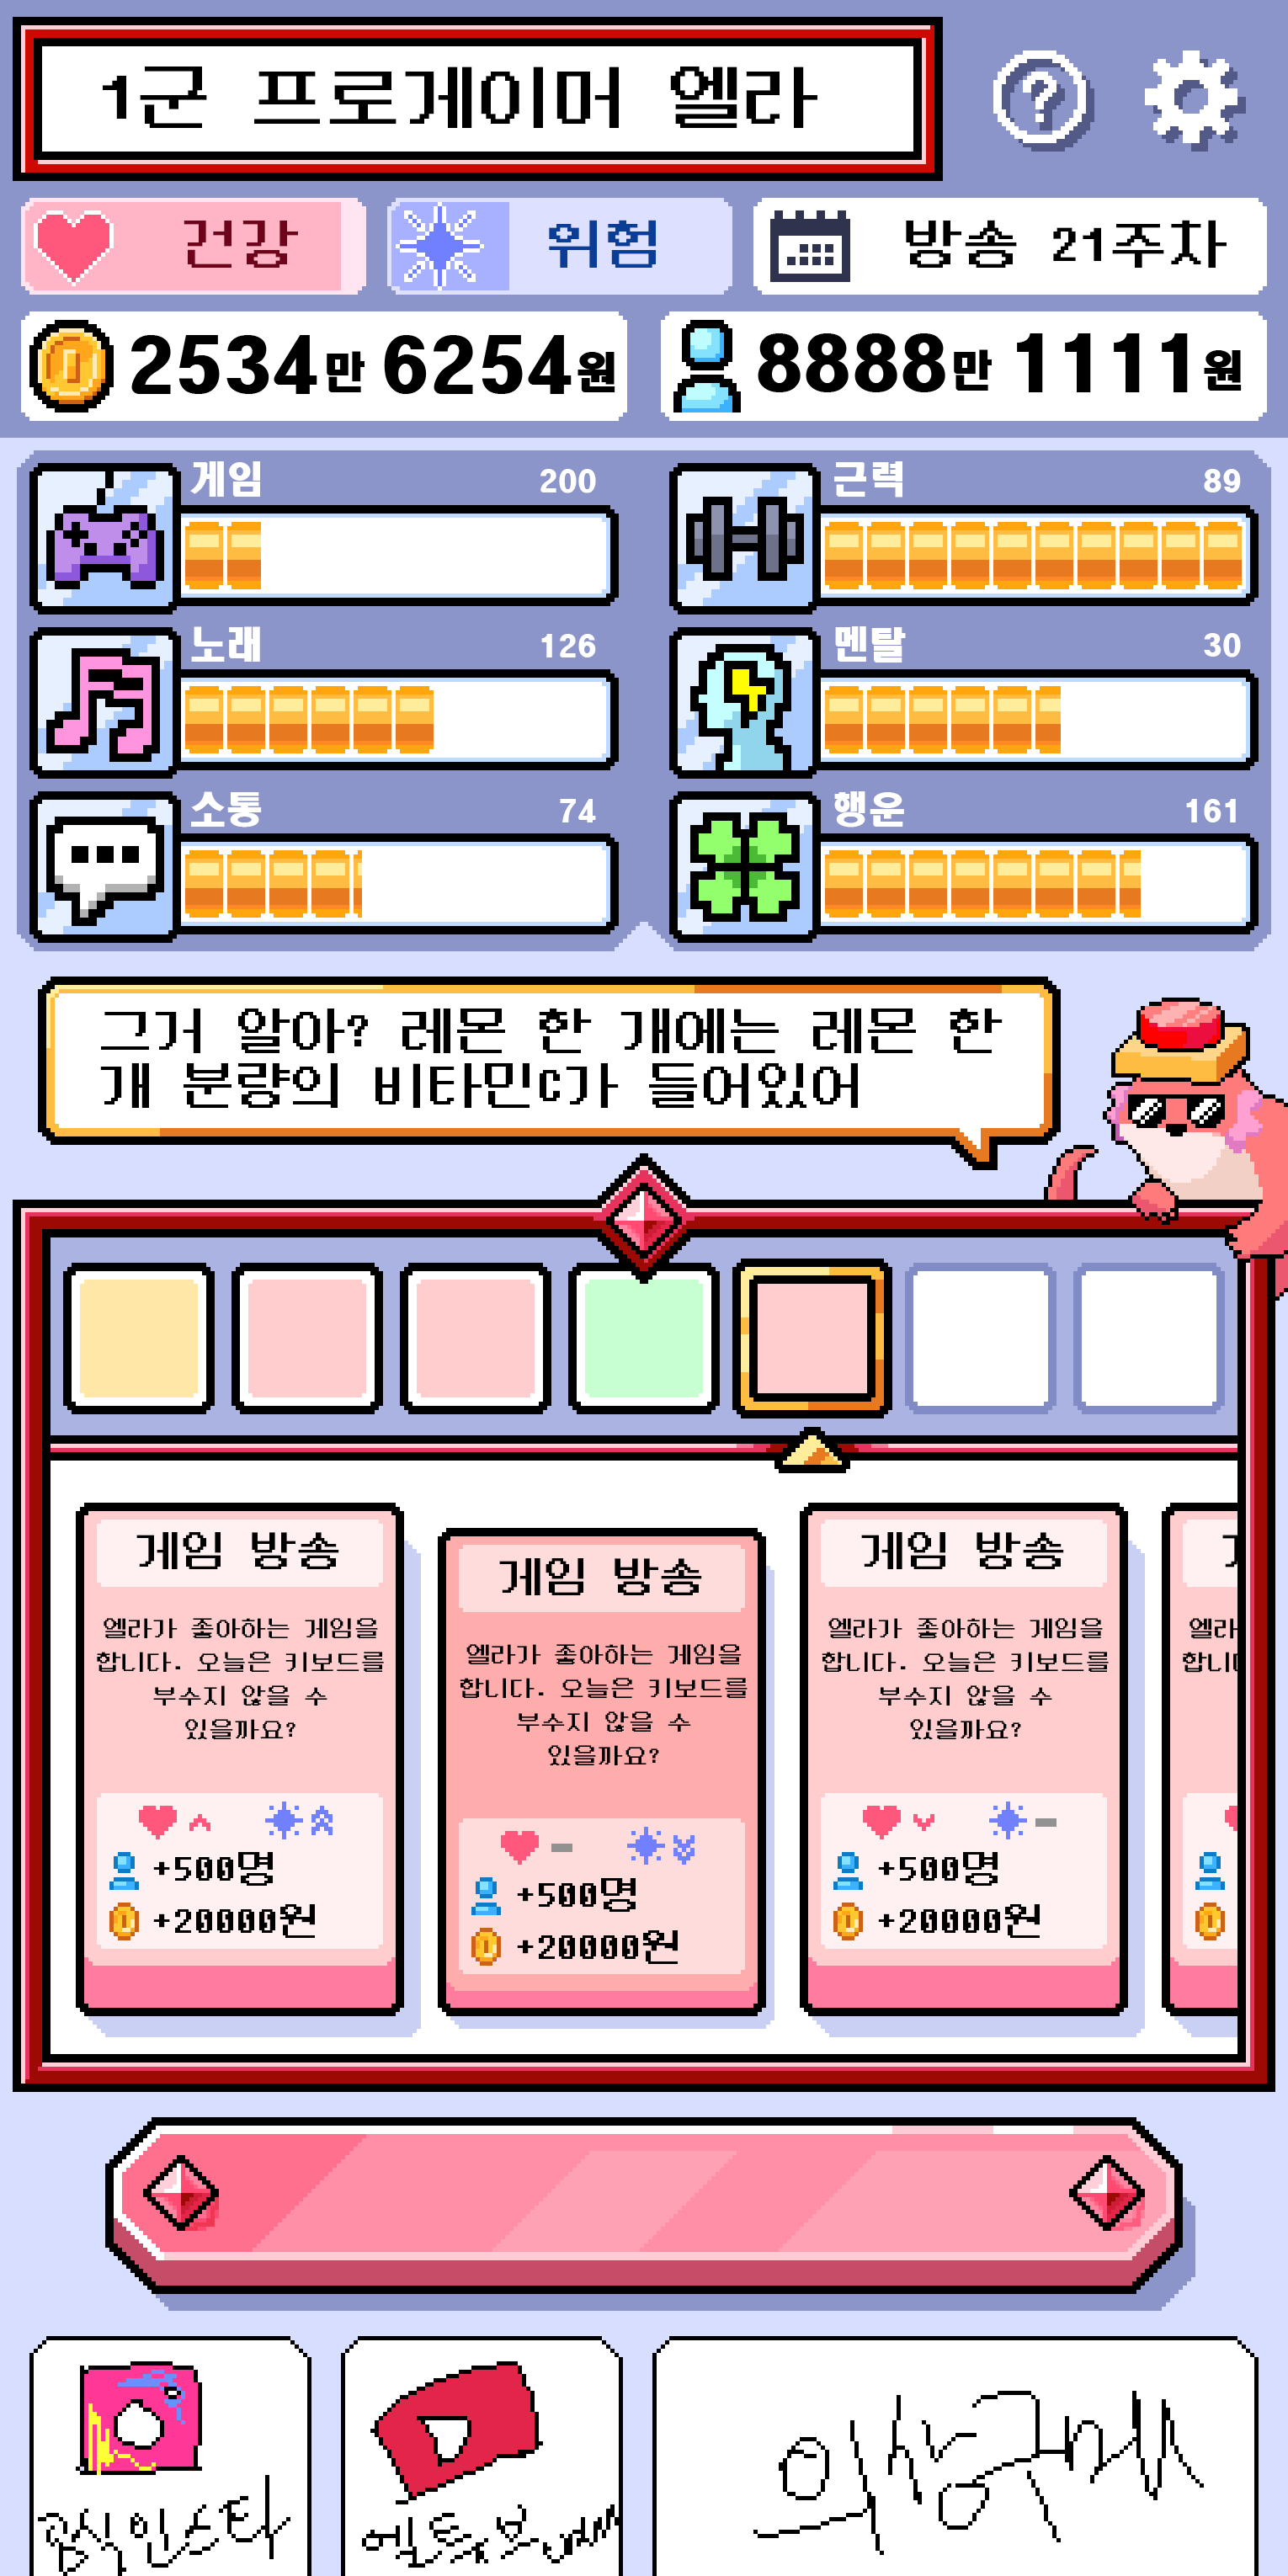 1군 프로게이머 엘라
?
건강
위험
방송 21주차
2534만 6254원
8888만 1111원
게임 200
근력 89
노래 126
멘탈 30
소통 74
행운 161
그거 알아? 레몬 한 개에는 레몬 한
개 분량의 비타민C가 들어있어
게임 방송
엘라가 좋아하는 게임을
합니다. 오늘은 키보드를
부수지 않을 수
있을까요?
+500명
+20000원
게임 방송
엘라가 좋아하는 게임을
합니다. 오늘은 키보드를
부수지 않을 수
있을까요?
+500명
+20000원
게임 방송
엘라가 좋아하는 게임을
합니다. 오늘은 키보드를
부수지 않을 수
있을까요?
+500명
+20000원
엘라
합니다
의상구매